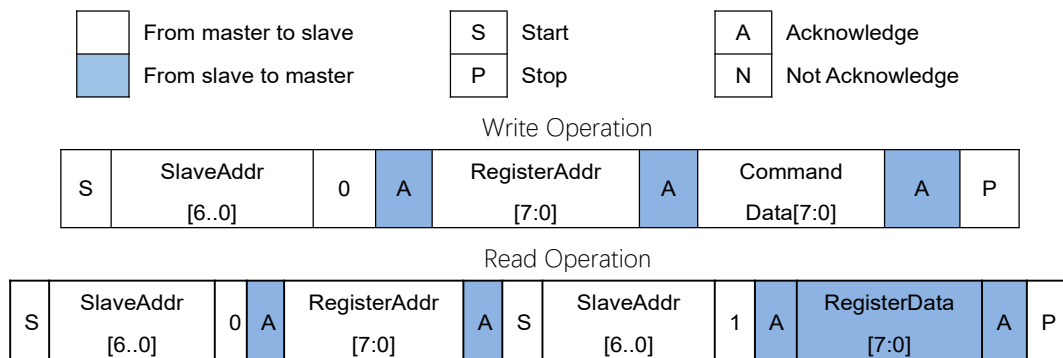 From master to slave S Start A Acknowledge
From slave to master P Stop N Not Acknowledge
Write Operation
S SlaveAddr [6..0] 0 A RegisterAddr [7:0] A Command Data[7:0] A P
Read Operation
S SlaveAddr [6..0] 0 A RegisterAddr [7:0] A S SlaveAddr [6..0] 1 A RegisterData [7:0] A P